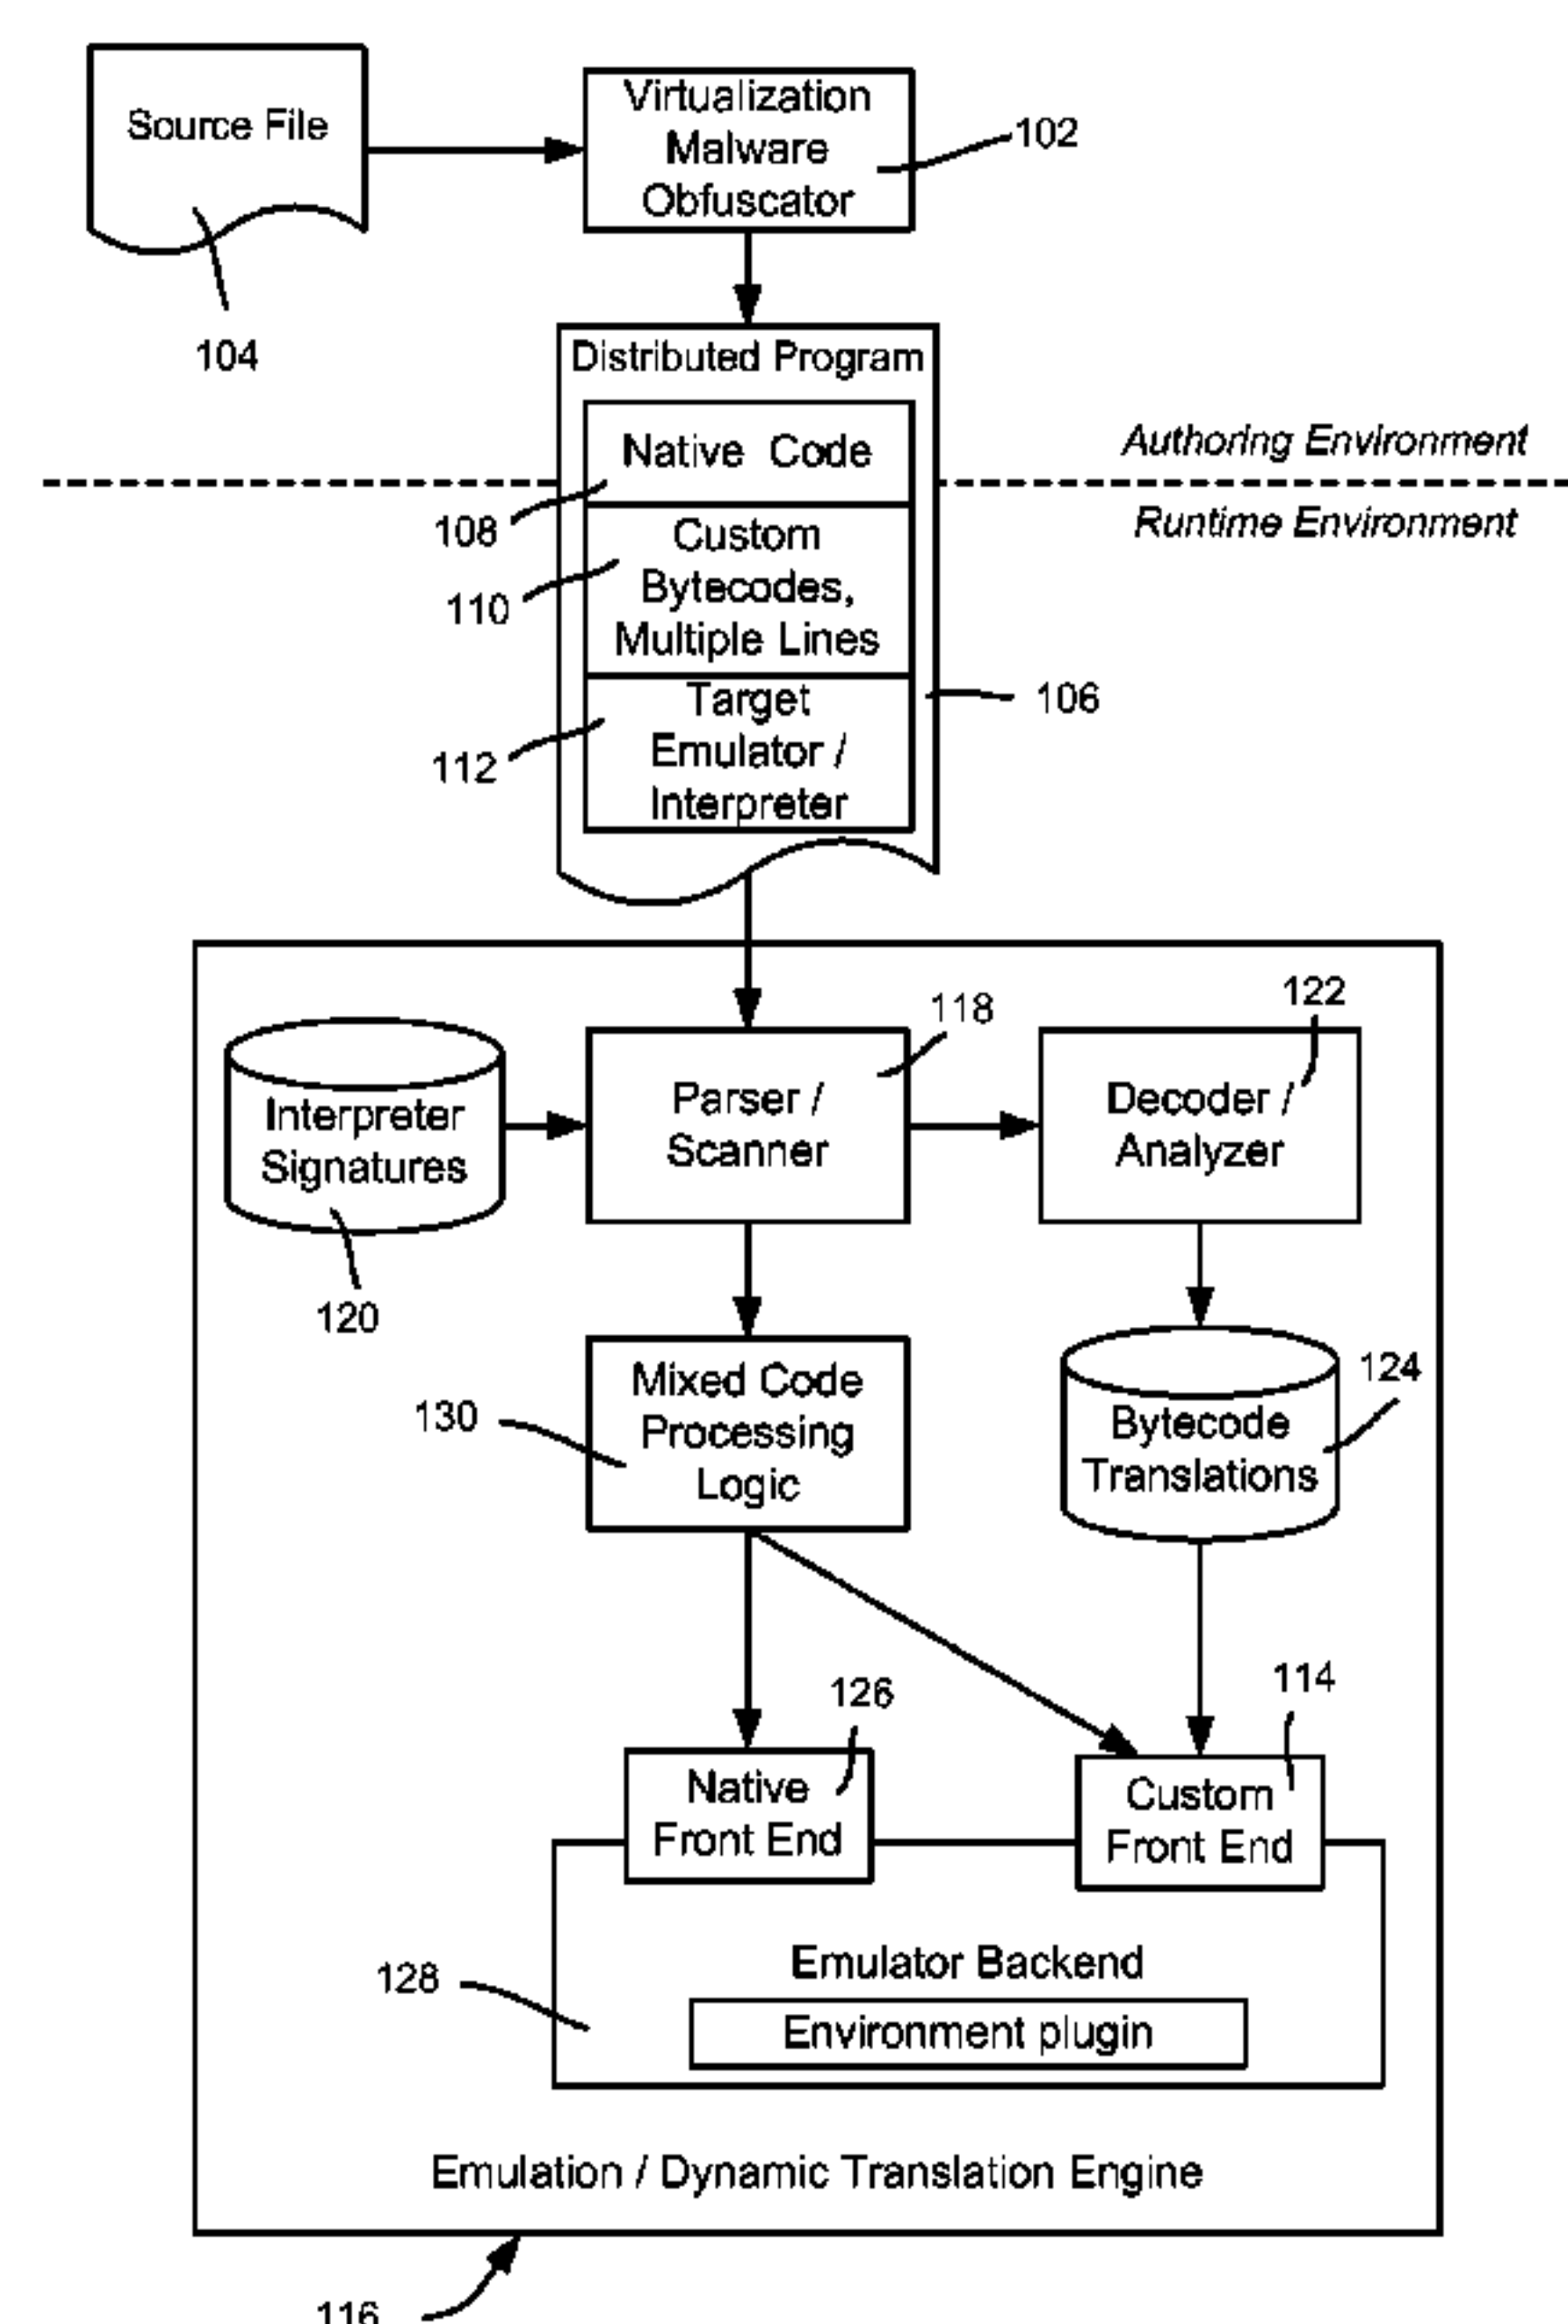 Source File
Virtualization
Malware
Obfuscator
102
104
Distributed Program
Native Code
Authoring Environment
Runtime Environment
108
Custom
Bytecodes,
Multiple Lines
110
Target
Emulator /
Interpreter
106
112
118
122
Interpreter
Signatures
Parser /
Scanner
Decoder /
Analyzer
120
Mixed Code
Processing
Logic
130
124
Bytecode
Translations
126
114
Native
Front End
Custom
Front End
Emulator Backend
128
Environment plugin
Emulation / Dynamic Translation Engine
116